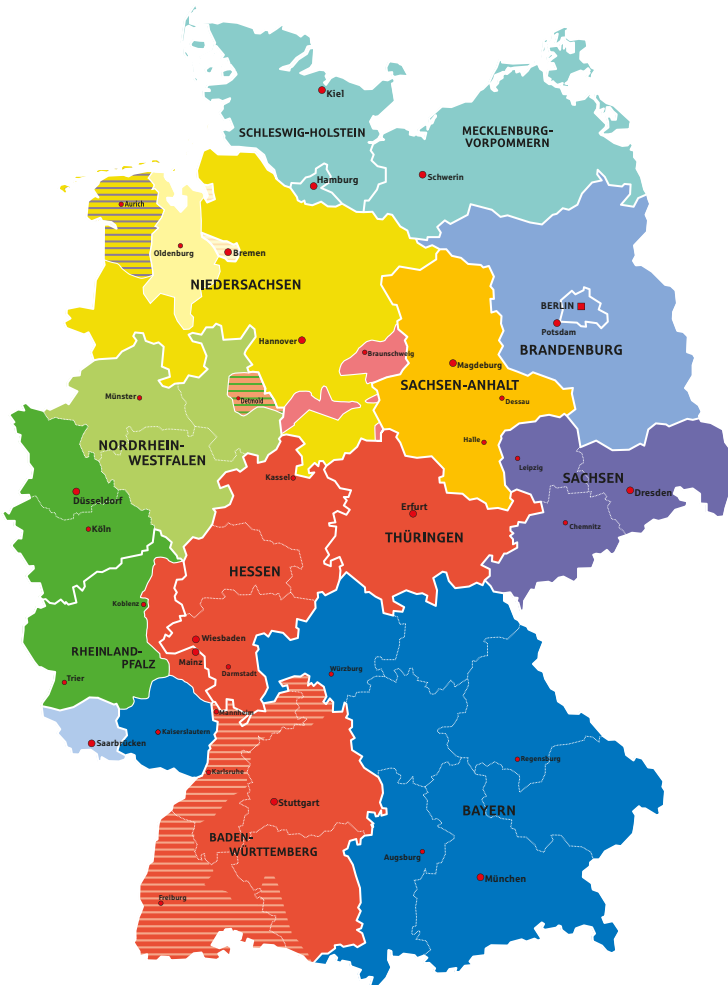 Kiel
SCHLESWIG-HOLSTEIN
MECKLENBURG-
VORPOMMERN
Hamburg
Schwerin
Aurich
Oldenburg
Bremen
NIEDERSACHSEN
BERLIN
Potsdam
BRANDENBURG
Hannover
Braunschweig
Magdeburg
SACHSEN-ANHALT
Dessau
Münster
Detmold
NORDRHEIN-
WESTFALEN
Halle
Leipzig
SACHSEN
Kassel
Düsseldorf
Dresden
Erfurt
Köln
Chemnitz
THÜRINGEN
HESSEN
Koblenz
Wiesbaden
RHEINLAND-
PFALZ
Mainz
Darmstadt
Würzburg
Trier
Mannheim
Kaiserslautern
Saarbrücken
Regensburg
Karlsruhe
Stuttgart
BAYERN
BADEN-
WÜRTTEMBERG
Augsburg
München
Freiburg